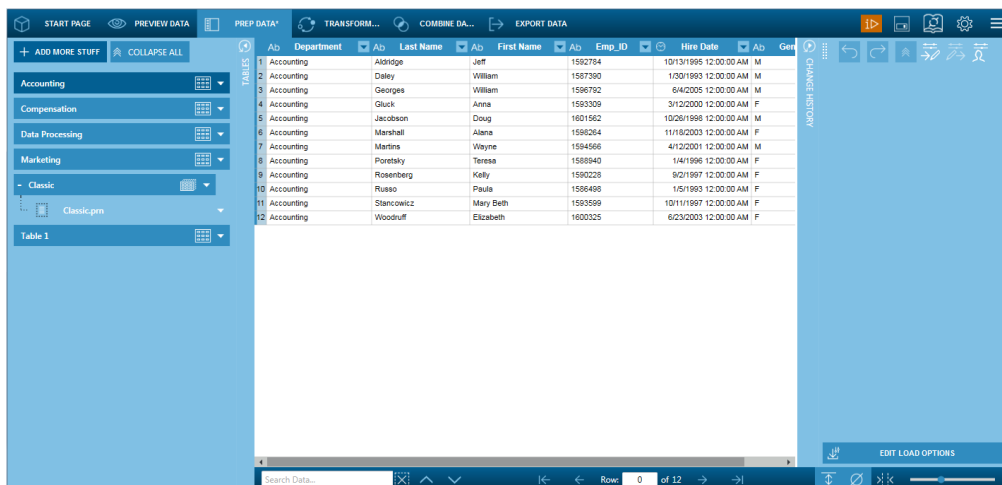 START PAGE PREVIEW DATA PREP DATA* TRANSFORM... COMBINE DA... EXPORT DATA
ADD MORE STUFF COLLAPSE ALL
Accounting
Compensation
Data Processing
Marketing
- Classic
Classic.prn
Table 1
TABLES
Ab Department Ab Last Name Ab First Name Ab Emp_ID Hire Date Ab Gen
1 Accounting Aldridge Jeff 1592784 10/13/1995 12:00:00 AM M
2 Accounting Daley William 1587390 1/30/1993 12:00:00 AM M
3 Accounting Georges William 1596792 6/4/2005 12:00:00 AM M
4 Accounting Gluck Anna 1593309 3/12/2000 12:00:00 AM F
5 Accounting Jacobson Doug 1601562 10/26/1998 12:00:00 AM M
6 Accounting Marshall Alana 1598264 11/18/2003 12:00:00 AM F
7 Accounting Martins Wayne 1594566 4/12/2001 12:00:00 AM M
8 Accounting Poretsky Teresa 1588940 1/4/1996 12:00:00 AM F
9 Accounting Rosenberg Kelly 1590228 9/2/1997 12:00:00 AM F
10 Accounting Russo Paula 1586498 1/5/1993 12:00:00 AM F
11 Accounting Stancowicz Mary Beth 1593599 10/11/1997 12:00:00 AM F
12 Accounting Woodruff Elizabeth 1600325 6/23/2003 12:00:00 AM F
CHANGE HISTORY
EDIT LOAD OPTIONS
Search Data... Row: 0 of 12